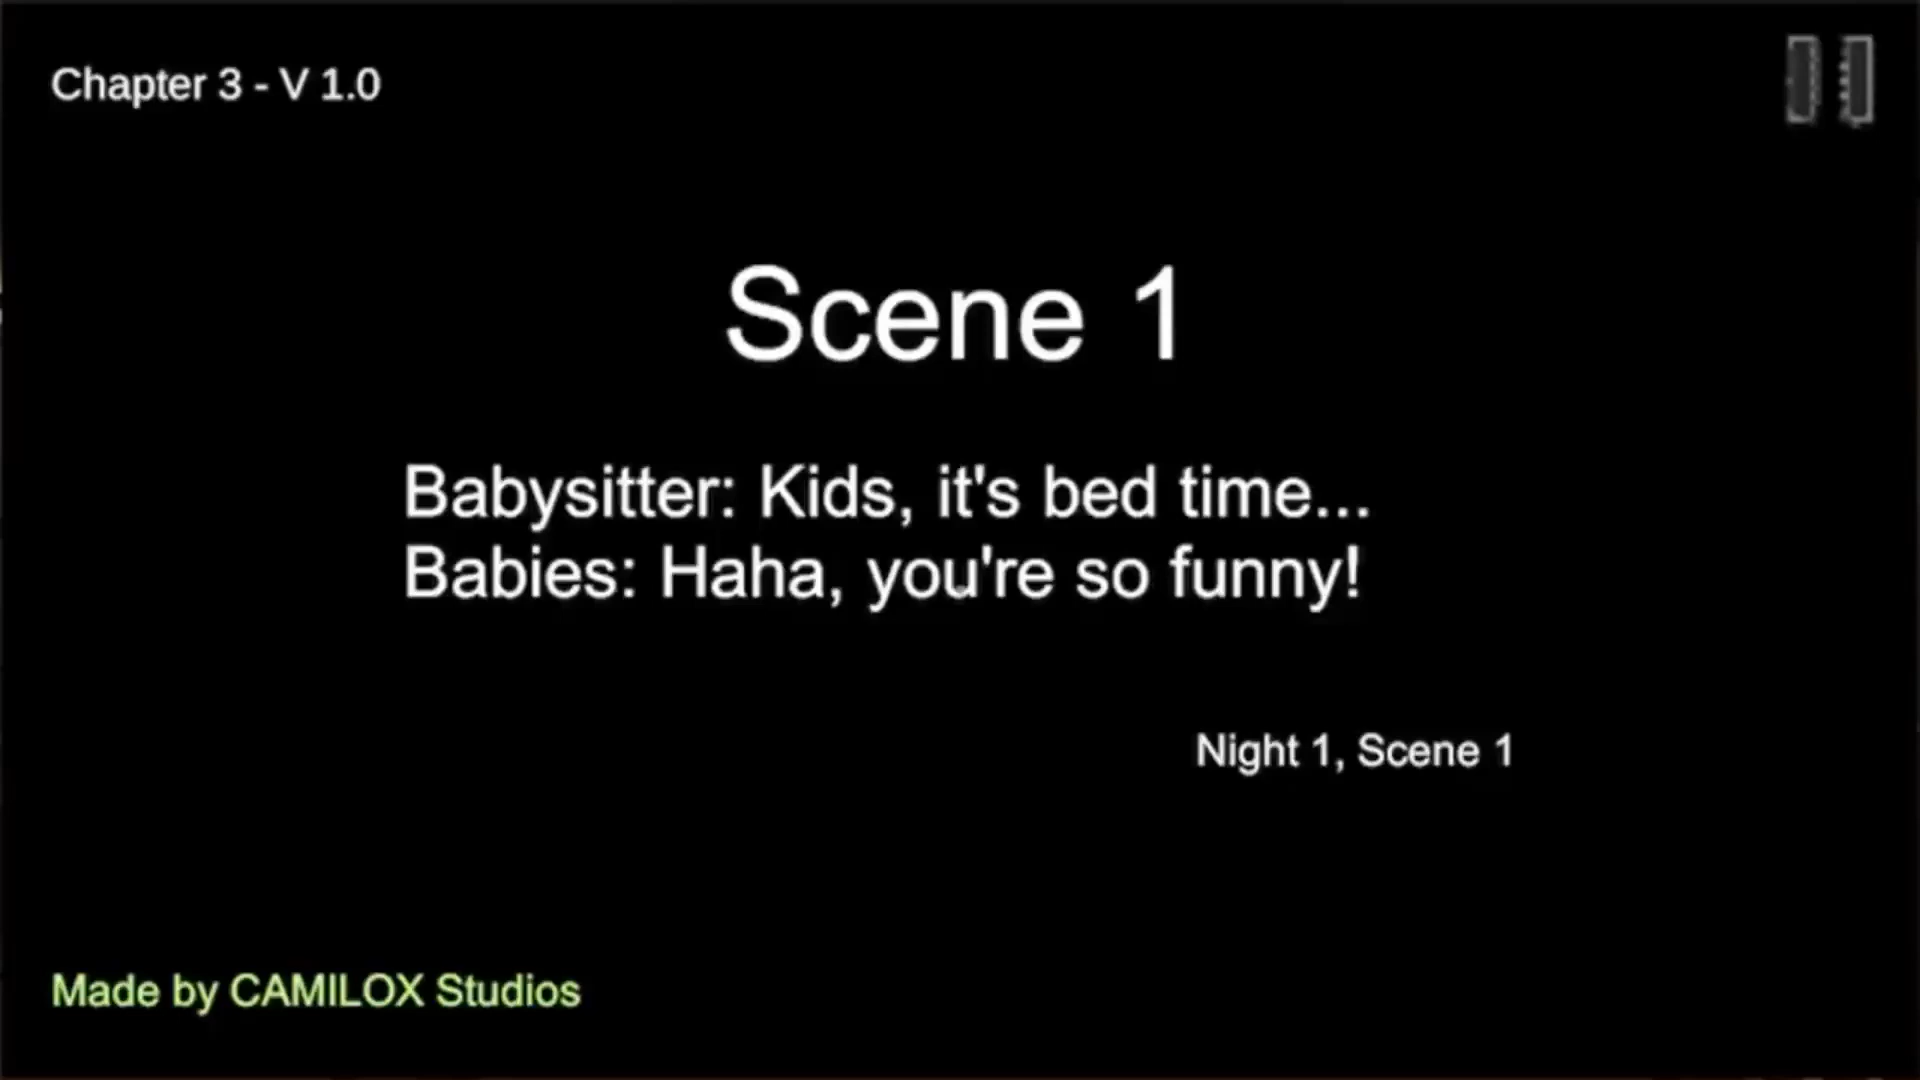 Chapter 3 - V 1.0
Scene 1
Babysitter: Kids, it's bed time...
Babies: Haha, you're so funny!
Night 1, Scene 1
Made by CAMILOX Studios